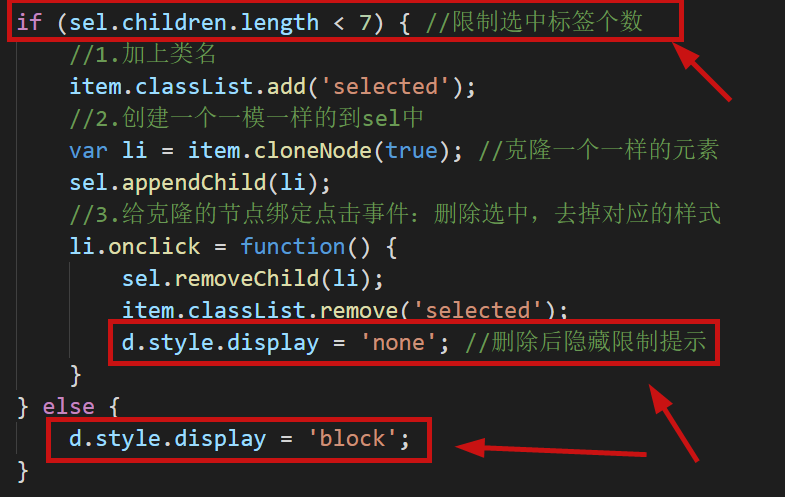 if (sel.children.length < 7) { //限制选中标签个数
//1.加上类名
item.classList.add('selected');
//2.创建一个一模一样的到sel中
var li = item.cloneNode(true); //克隆一个一样的元素
sel.appendChild(li);
//3.给克隆的节点绑定点击事件：删除选中，去掉对应的样式
li.onclick = function() {
sel.removeChild(li);
item.classList.remove('selected');
d.style.display = 'none'; //删除后隐藏限制提示
}
} else {
d.style.display = 'block';
}